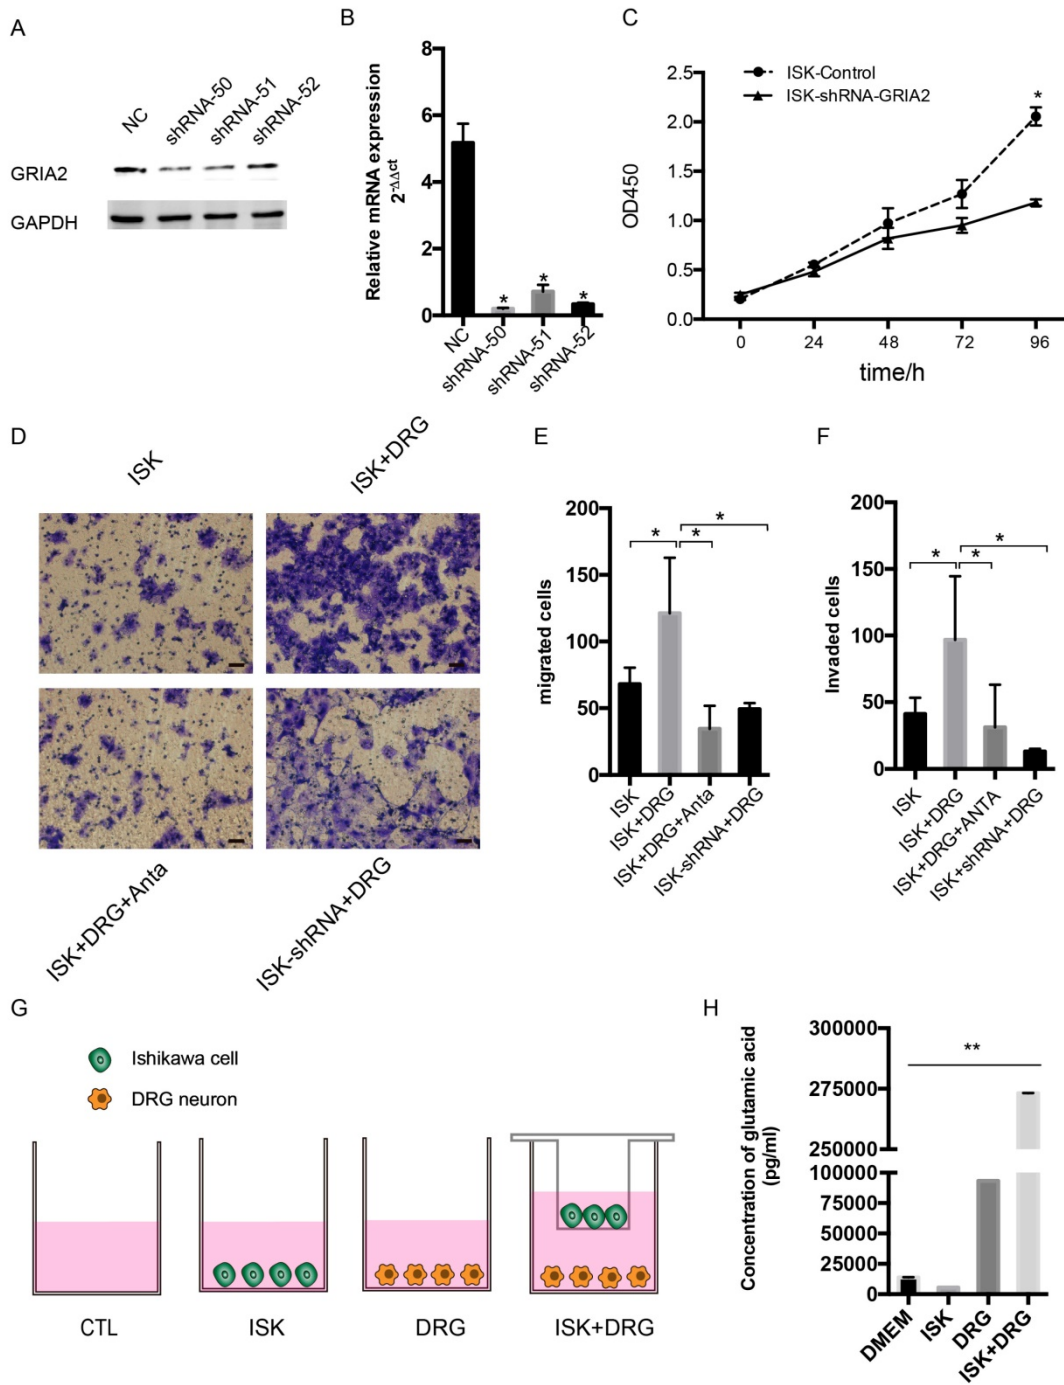 A
NC
shRNA-50
shRNA-51
shRNA-52
GRIA2
GAPDH
B
Relative mRNA expression
2-ΔΔct
8
6
4
2
0
*
*
*
NC
shRNA-50
shRNA-51
shRNA-52
C
ISK-Control
ISK-shRNA-GRIA2
*
OD450
2.5
2.0
1.5
1.0
0.5
0.0
0
24
48
72
96
time/h
D
ISK
ISK+DRG
ISK+DRG+Anta
ISK-shRNA+DRG
E
migrated cells
200
150
100
50
0
*
*
*
ISK
ISK+DRG
ISK+DRG+Anta
ISK-shRNA+DRG
F
Invaded cells
200
150
100
50
0
*
*
*
ISK
ISK+DRG
ISK+DRG+ANTA
ISK+shRNA+DRG
G
Ishikawa cell
DRG neuron
CTL
ISK
DRG
ISK+DRG
H
Concentration of glutamic acid
(pg/ml)
300000
275000
250000
100000
75000
50000
25000
0
**
DMEM
ISK
DRG
ISK+DRG